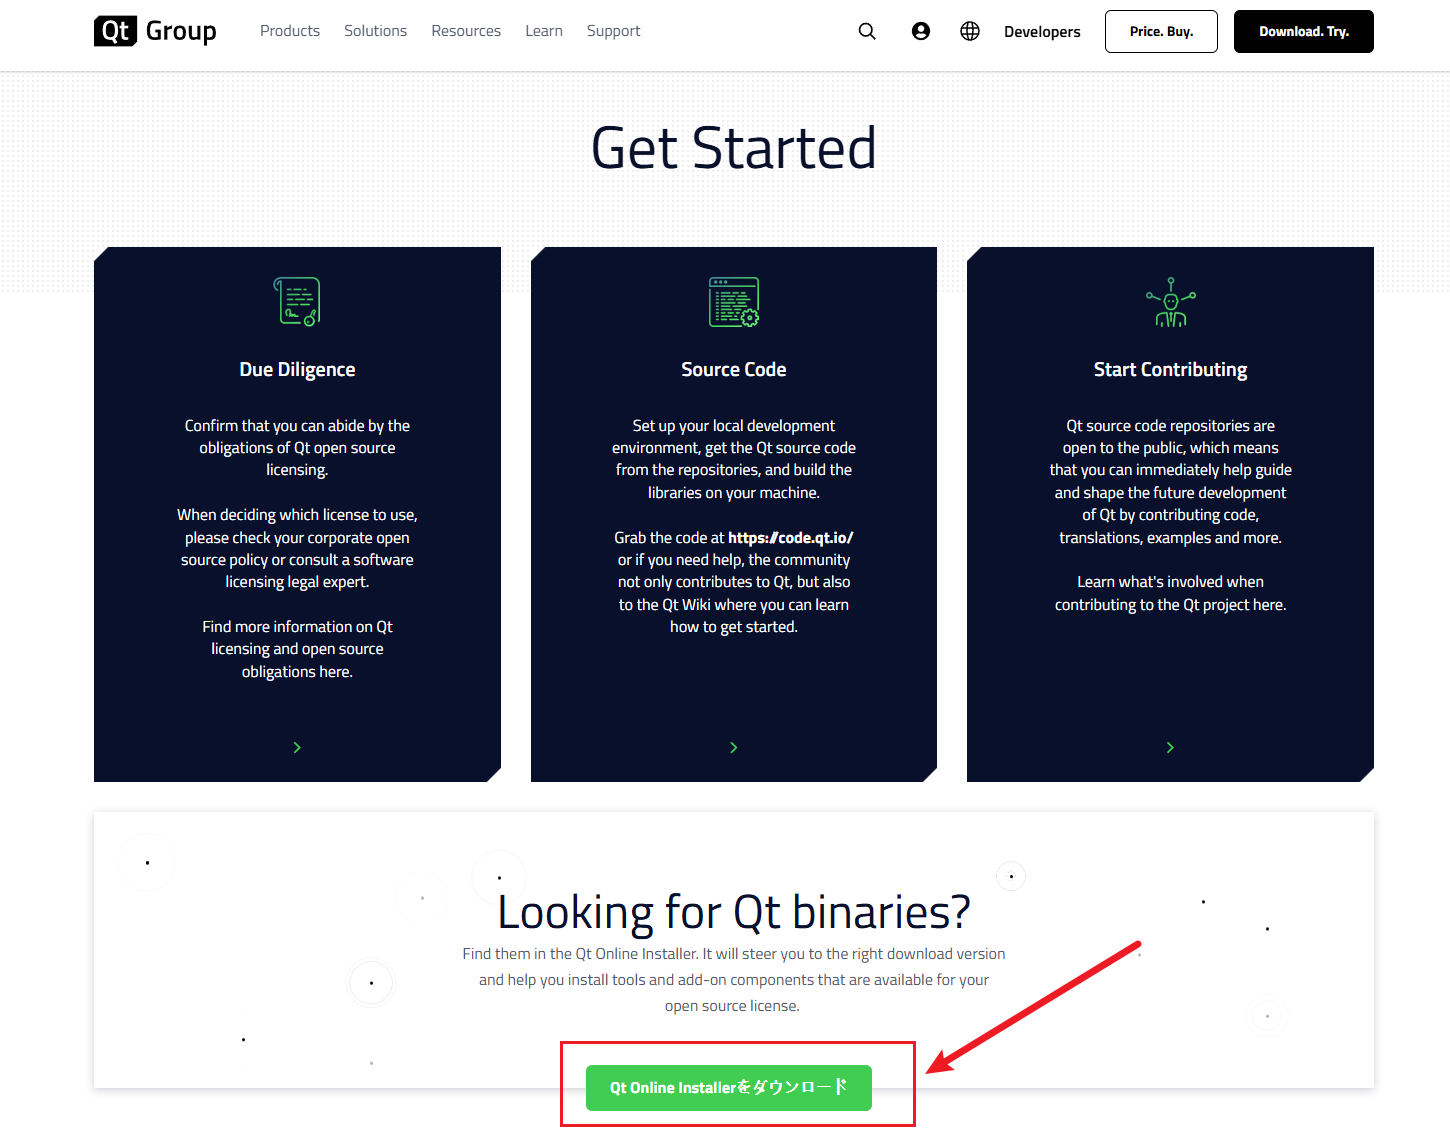 Qt Group
Products Solutions Resources Learn Support
Developers
Price. Buy.
Download. Try.
Get Started
Due Diligence
Confirm that you can abide by the
obligations of Qt open source
licensing.
When deciding which license to use,
please check your corporate open
source policy or consult a software
licensing legal expert.
Find more information on Qt
licensing and open source
obligations here.
Source Code
Set up your local development
environment, get the Qt source code
from the repositories, and build the
libraries on your machine.
Grab the code at https://code.qt.io/
or if you need help, the community
not only contributes to Qt, but also
to the Qt Wiki where you can learn
how to get started.
Start Contributing
Qt source code repositories are
open to the public, which means
that you can immediately help guide
and shape the future development
of Qt by contributing code,
translations, examples and more.
Learn what's involved when
contributing to the Qt project here.
Looking for Qt binaries?
Find them in the Qt Online Installer. It will steer you to the right download version
and help you install tools and add-on components that are available for your
open source license.
Qt Online Installerをダウンロード